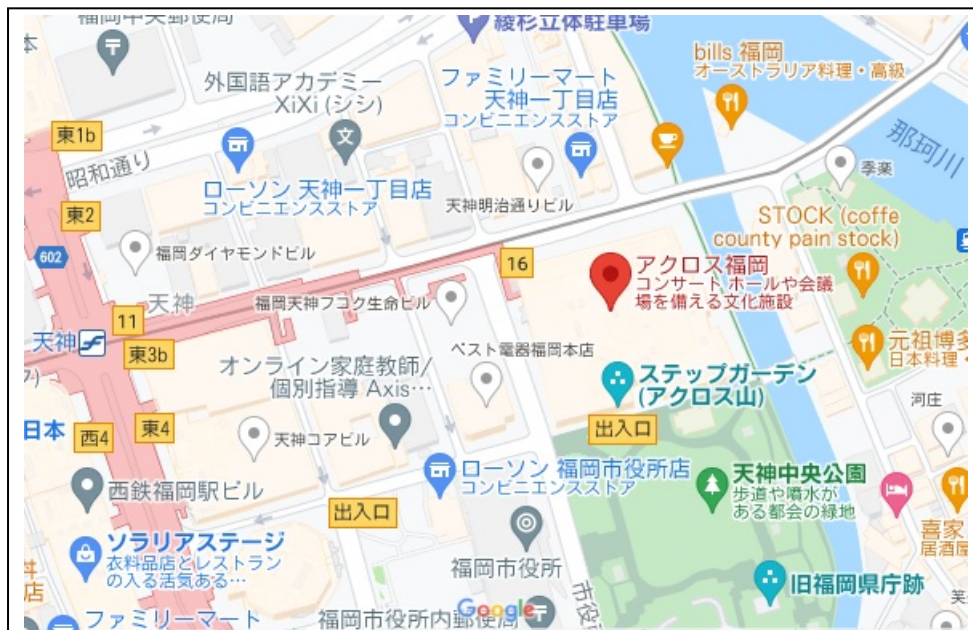 福岡中央郵便局
綾杉立体駐車場
bills 福岡
オーストラリア料理・高級
外国語アカデミー
XiXi (シシ)
ファミリーマート
天神一丁目店
コンビニエンスストア
東1b
昭和通り
ローソン 天神一丁目店
コンビニエンスストア
那珂川
季楽
東2
天神明治通りビル
STOCK (coffe
county pain stock)
602
福岡ダイヤモンドビル
16
アクロス福岡
コンサート ホールや会議
場を備える文化施設
天神
福岡天神フコク生命ビル
11
天神
東3b
ベスト電器福岡本店
元祖博多
日本料理・
オンライン家庭教師/
個別指導 Axis…
ステップガーデン
(アクロス山)
河庄
日本
西4
東4
天神コアビル
出入口
西鉄福岡駅ビル
ローソン 福岡市役所店
コンビニエンスストア
天神中央公園
歩道や噴水が
ある都会の緑地
出入口
喜家
居酒屋
ソラリアステージ
衣料品店とレストラン
の入る活気ある…
福岡市役所
旧福岡県庁跡
丼
店
市役
笑
ファミリーマート
福岡市役所内郵便局
Google